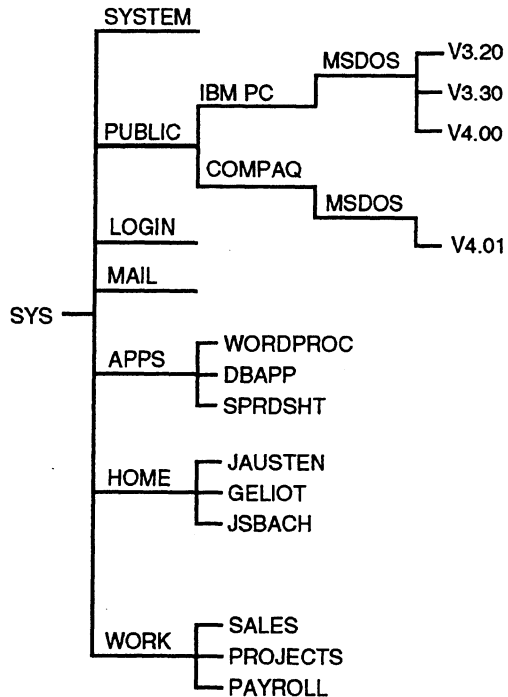 SYSTEM
MSDOS
V3.20
IBM PC
V3.30
PUBLIC
V4.00
COMPAQ
MSDOS
LOGIN
V4.01
MAIL
SYS
WORDPROC
APPS
DBAPP
SPRDSHT
JAUSTEN
HOME
GELIOT
JSBACH
SALES
WORK
PROJECTS
PAYROLL